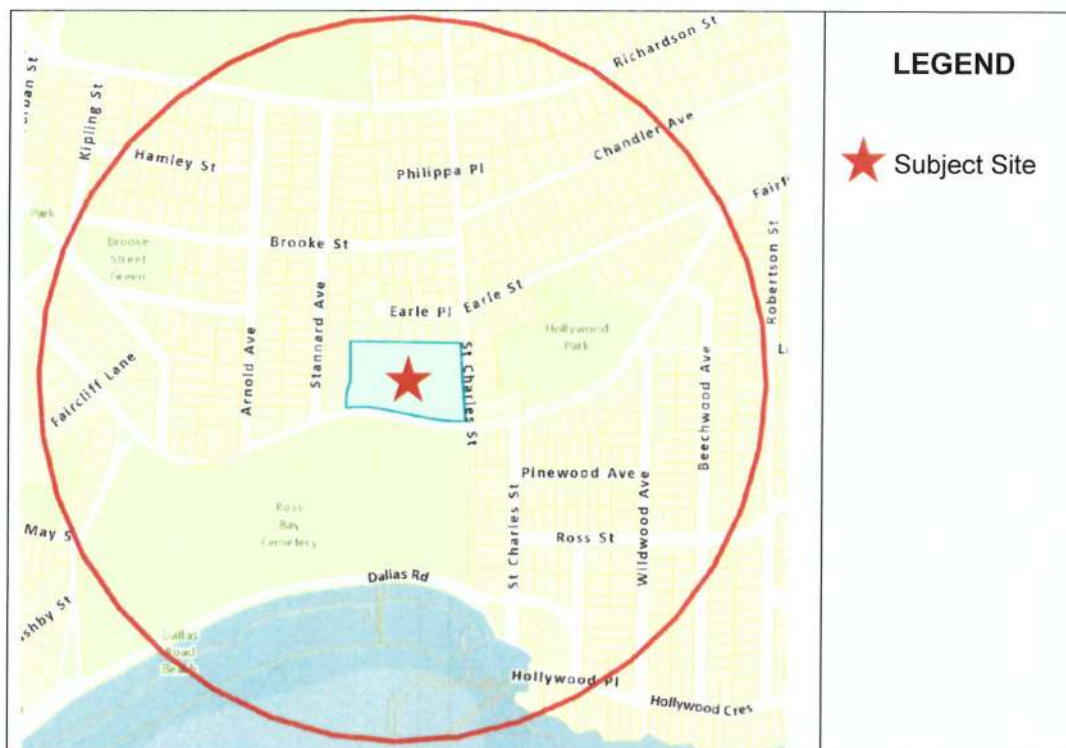 LEGEND
Subject Site
Richardson St
Kipling St
Chandler Ave
Hamley St
Philippa Pl
Park
Brooke St
Brooke
Street
Green
Robertson St
Earle St
Earle Pl
Hollywood
Park
Stannard Ave
Arnold Ave
St Charles St
Faircliff Lane
Beechwood Ave
Pinewood Ave
Wildwood Ave
St Charles St
Ross
Bay
Cemetery
May S
Ross St
Dallas Rd
Dallas
Road
Beach
Hollywood Pl
Hollywood Cres